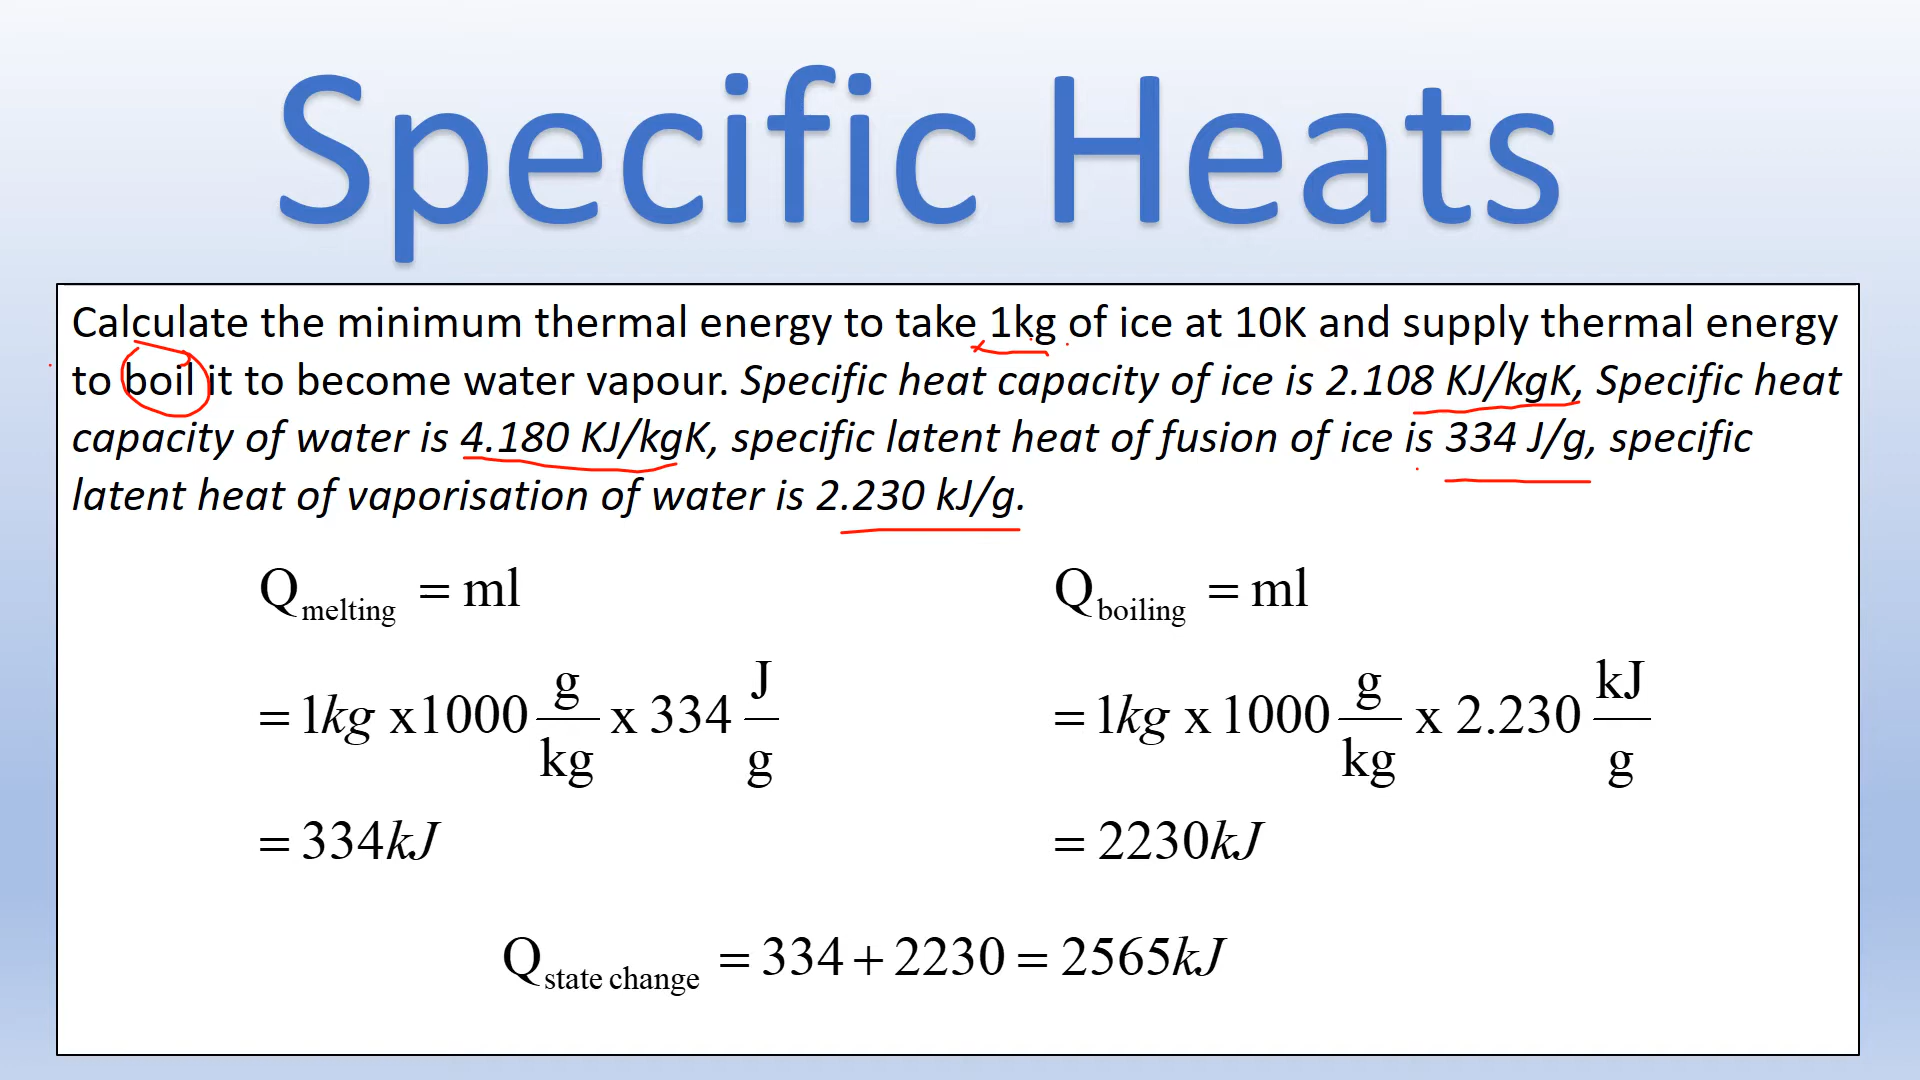 Specific Heats
Calculate the minimum thermal energy to take 1kg of ice at 10K and supply thermal energy
to boil it to become water vapour. Specific heat capacity of ice is 2.108 KJ/kgK, Specific heat
capacity of water is 4.180 KJ/kgK, specific latent heat of fusion of ice is 334 J/g, specific
latent heat of vaporisation of water is 2.230 kJ/g.
Q melting = ml
= 1kg x1000 g/kg x 334 J/g
= 334kJ
Q boiling = ml
= 1kg x 1000 g/kg x 2.230 kJ/g
= 2230kJ
Q state change = 334 + 2230 = 2565kJ